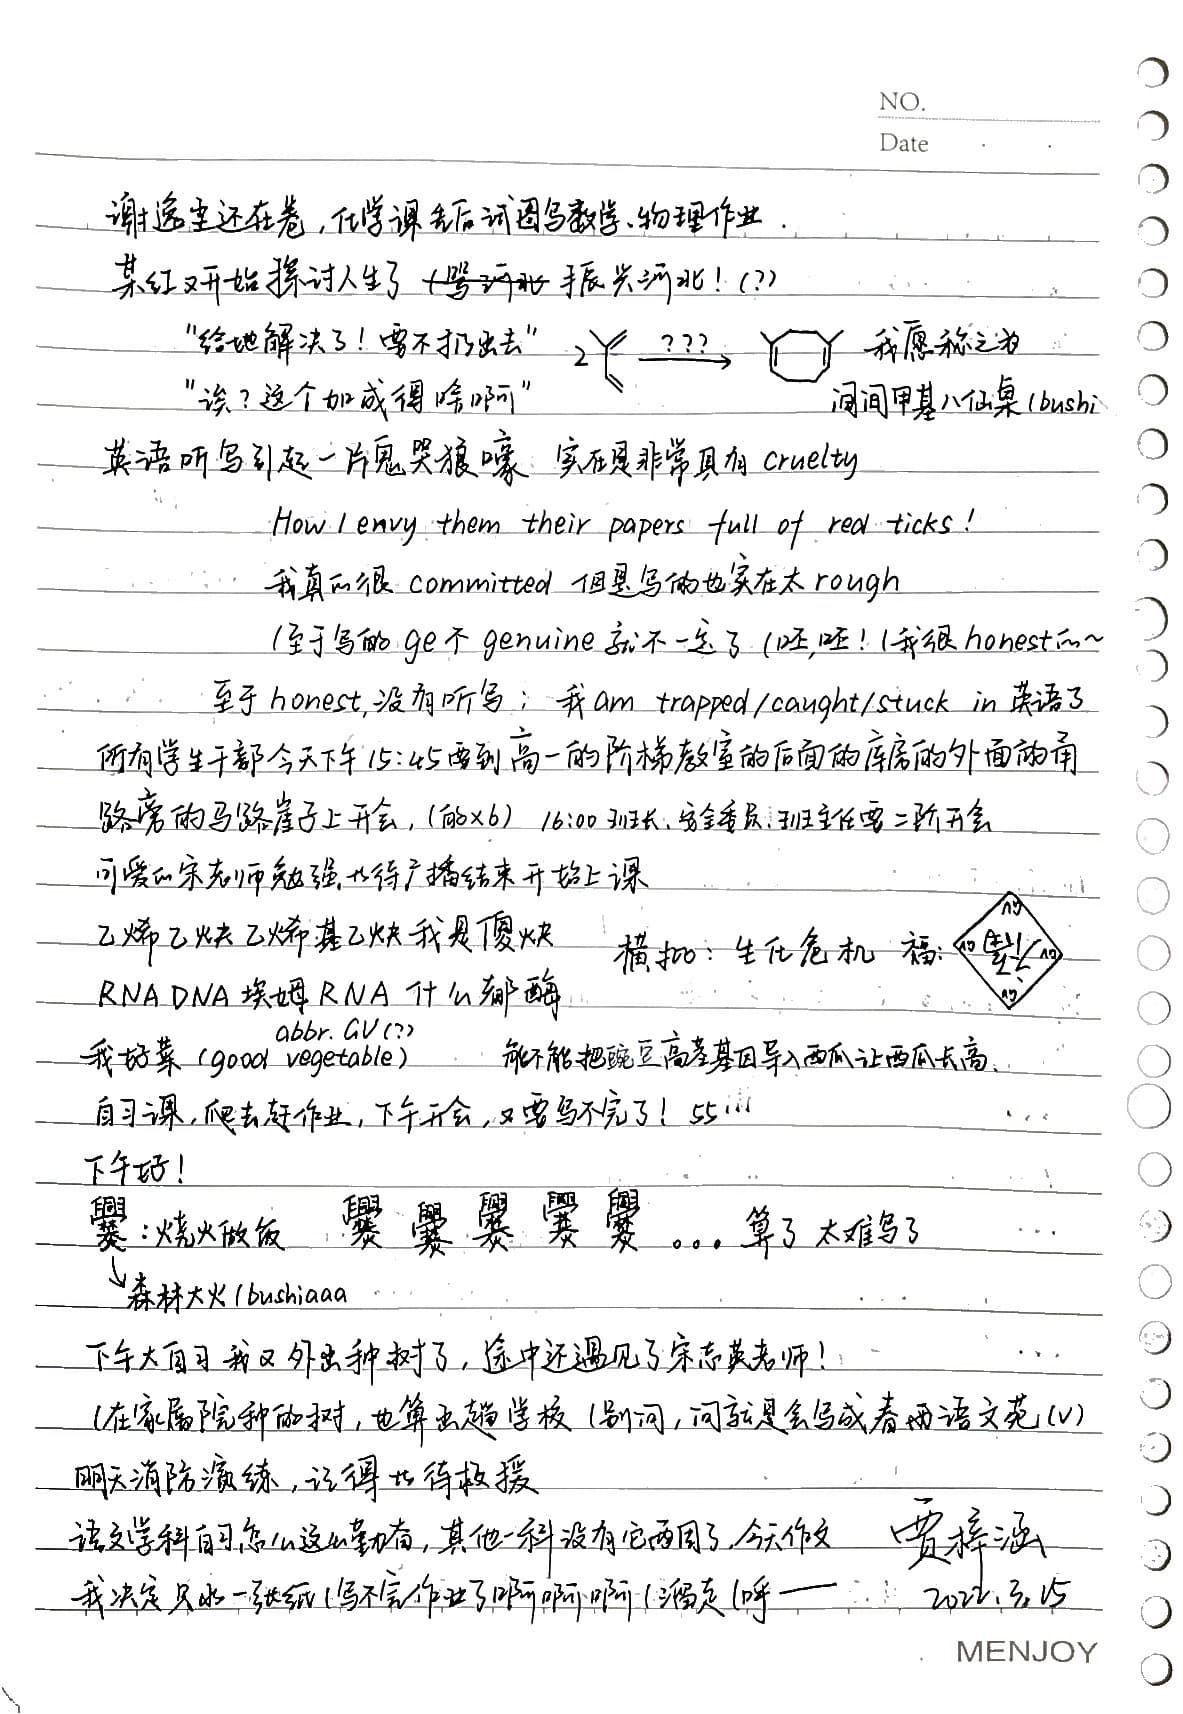 NO.
Date
谢逸尘还在卷,化学课丢后试图写数学、物理作业.
某红又开始探讨人生了 振兴河北!(?)
"给他解决了!要不扔出去" 2 ??? 我愿称之为
"诶?这个加成得啥啊" 间间甲基八仙桌(bushi
英语听写引起一片鬼哭狼嚎 实在是非常具有 cruelty
How I envy them their papers full of red ticks!
我真的很 committed 但是写的也实在太 rough
(至于写的 ge 个 genuine 就不一定了(呸,呸!(我很 honest 的~
至于 honest,没有听写;我 am trapped/caught/stuck in 英语了
所有学生干部今天下午15:45要到高一的阶梯教室的后面的库房的外面的甬
路旁的马路崖子上开会,(的×6) 16:00 班长、安全委员、班主任要二阶开会
可爱的宋老师勉强等待广播结束开始上课
乙烯乙炔乙烯基乙炔我是傻炔 横批:生化危机 福:
RNA DNA 埃姆RNA 什么都酶
abbr. GV(?)
我好菜(good vegetable) 能不能把豌豆高茎基因导入西瓜让西瓜长高.
自习课,爬去赶作业,下午开会,又要写不完了!55'''
下午好!
爨:烧火做饭 爨 爨 爨 爨 爨 ... 算了 太难写了
森林大火(bushiaaa
下午大自习我又外出种树了,途中还遇见了宋志英老师!
(在家属院种的树,也算出趟学校(别问,问就是会写成春雨语文苑(v)
明天消防演练,记得等待救援
语文学科自习怎么这么勤奋,其他一科没有它两周了,今天作文 贾梓涵
我决定只水一张纸(写不完作业了啊啊啊(溜走(呼—— 2022.3.15
MENJOY